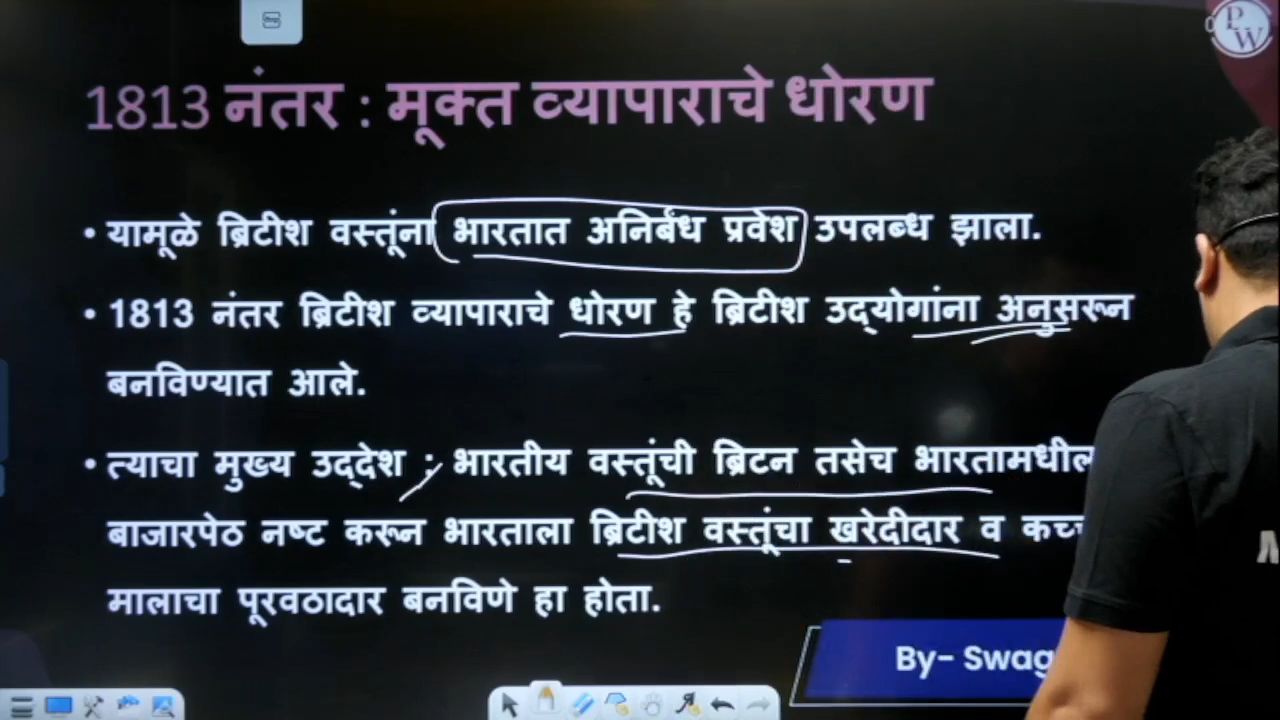 PW
1813 नंतर : मूक्त व्यापाराचे धोरण
• यामूळे ब्रिटीश वस्तूंना भारतात अनिर्बंध प्रवेश उपलब्ध झाला.
• 1813 नंतर ब्रिटीश व्यापाराचे धोरण हे ब्रिटीश उद्योगांना अनुसरून
बनविण्यात आले.
• त्याचा मुख्य उद्देश : भारतीय वस्तूंची ब्रिटन तसेच भारतामधील
बाजारपेठ नष्ट करून भारताला ब्रिटीश वस्तूंचा खरेदीदार व
मालाचा पूरवठादार बनविणे हा होता.
By- Swag